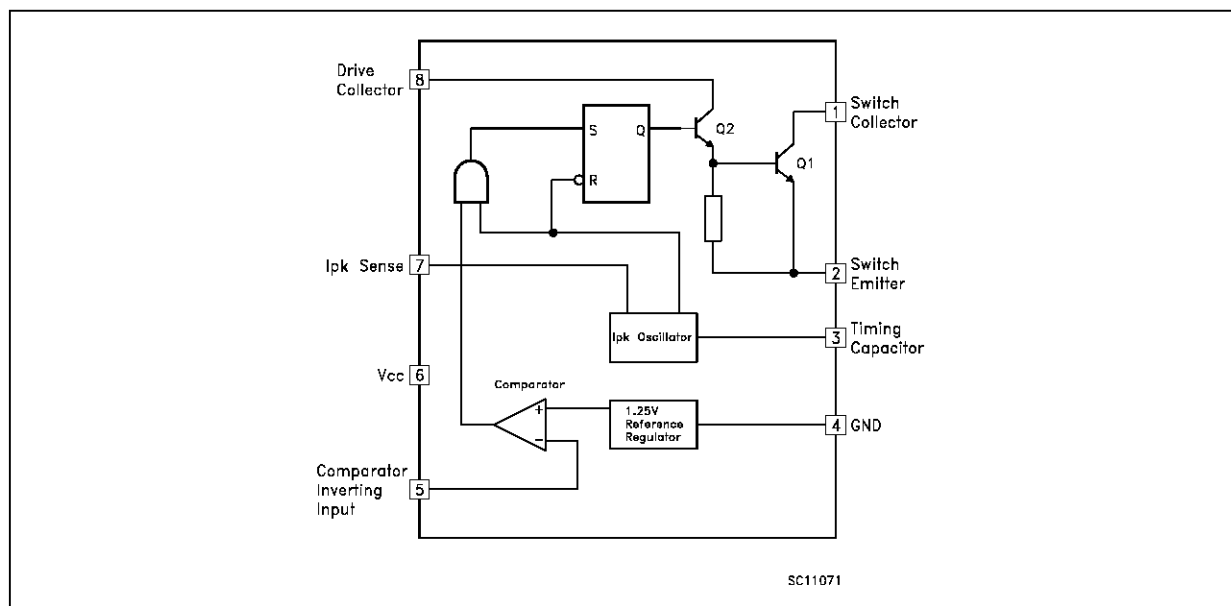 Drive
Collector
8
1
Switch
Collector
S
Q
Q2
Q1
R
Ipk Sense
7
2
Switch
Emitter
Ipk Oscillator
3
Timing
Capacitor
Vcc
6
Comparator
+
−
1.25V
Reference
Regulator
4
GND
Comparator
Inverting
Input
5
SC11071